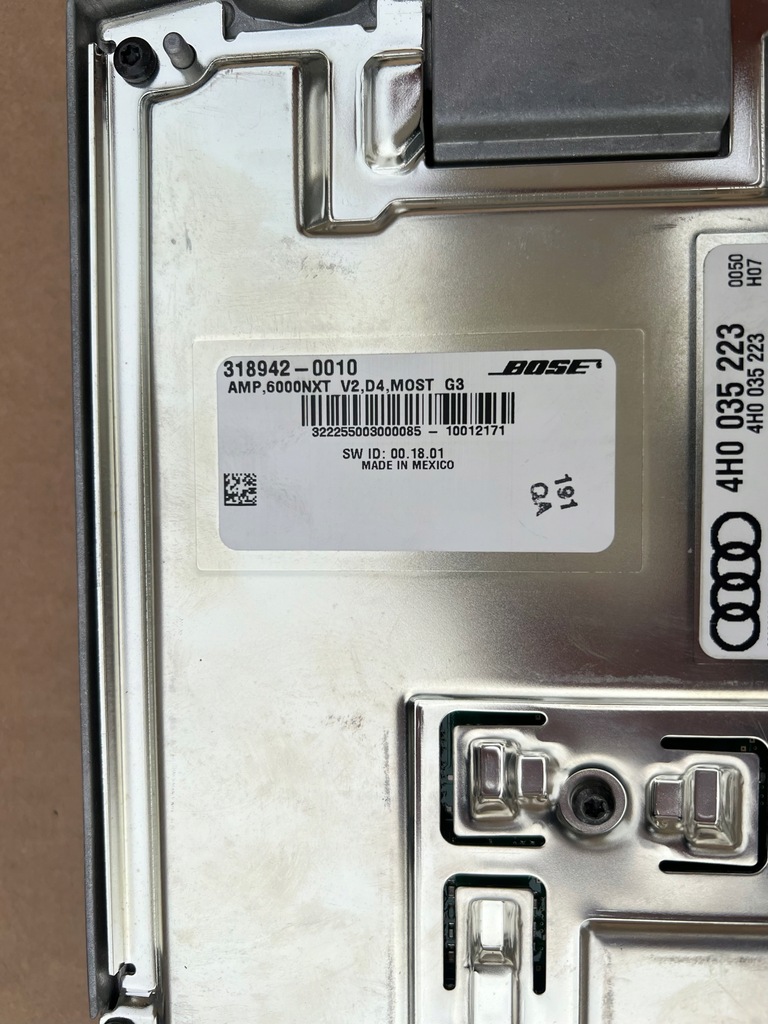 318942-0010
BOSE
AMP,6000NXT V2,D4,MOST G3
322255003000085 - 10012171
SW ID: 00.18.01
MADE IN MEXICO
191
QA
4H0 035 223
4H0 035 223
0050
H07